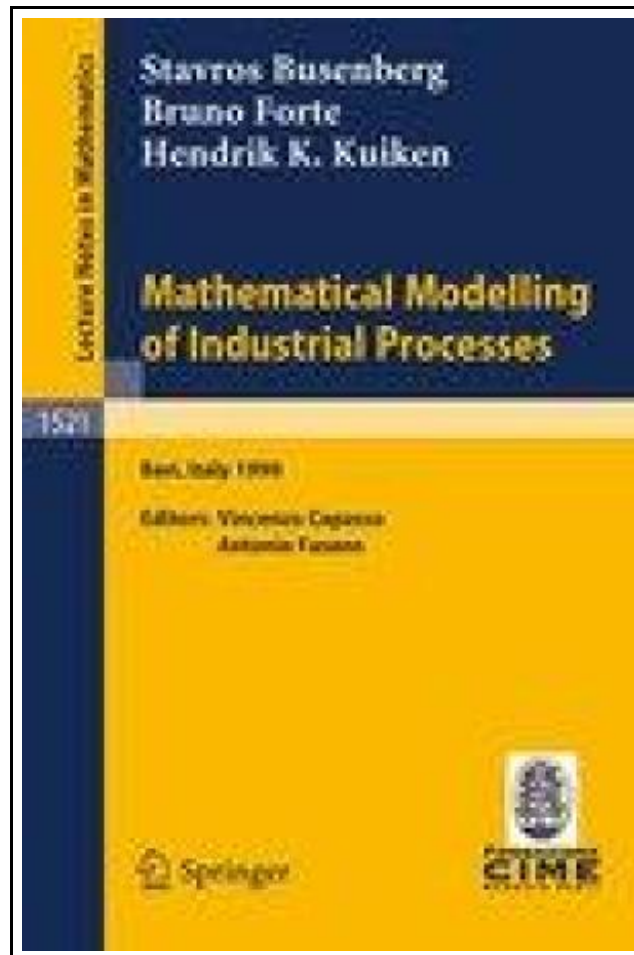 Stavros Busenberg
Bruno Forte
Hendrik K. Kuiken
Lecture Notes in Mathematics
Mathematical Modelling
of Industrial Processes
1521
Bari, Italy 1990
Editors: Vincenzo Capasso
Antonio Fasano
Springer
CIME